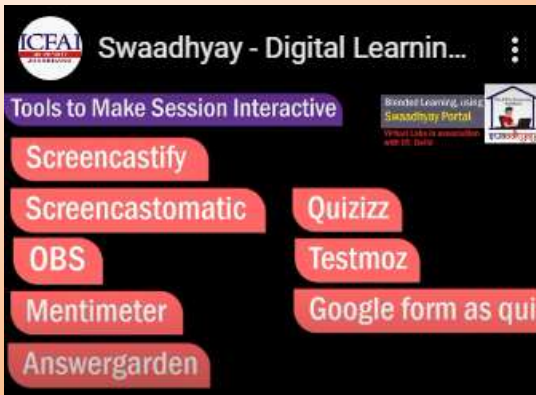 ICFAI
Swaadhyay - Digital Learnin...
Tools to Make Session Interactive
Blended Learning, using
Swaadhyay Portal
Virtual Labs in association
with IIT, Delhi
Screencastify
Screencastomatic
OBS
Mentimeter
Answergarden
Quizizz
Testmoz
Google form as qui